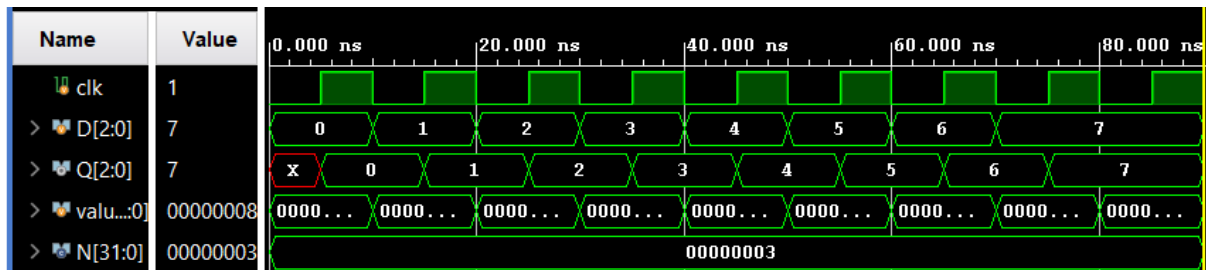 Name Value 0.000 ns 20.000 ns 40.000 ns 60.000 ns 80.000 ns
clk 1
D[2:0] 7 0 1 2 3 4 5 6 7
Q[2:0] 7 x 0 1 2 3 4 5 6 7
valu...:0] 00000008 0000... 0000... 0000... 0000... 0000... 0000... 0000... 0000... 0000...
N[31:0] 00000003 00000003